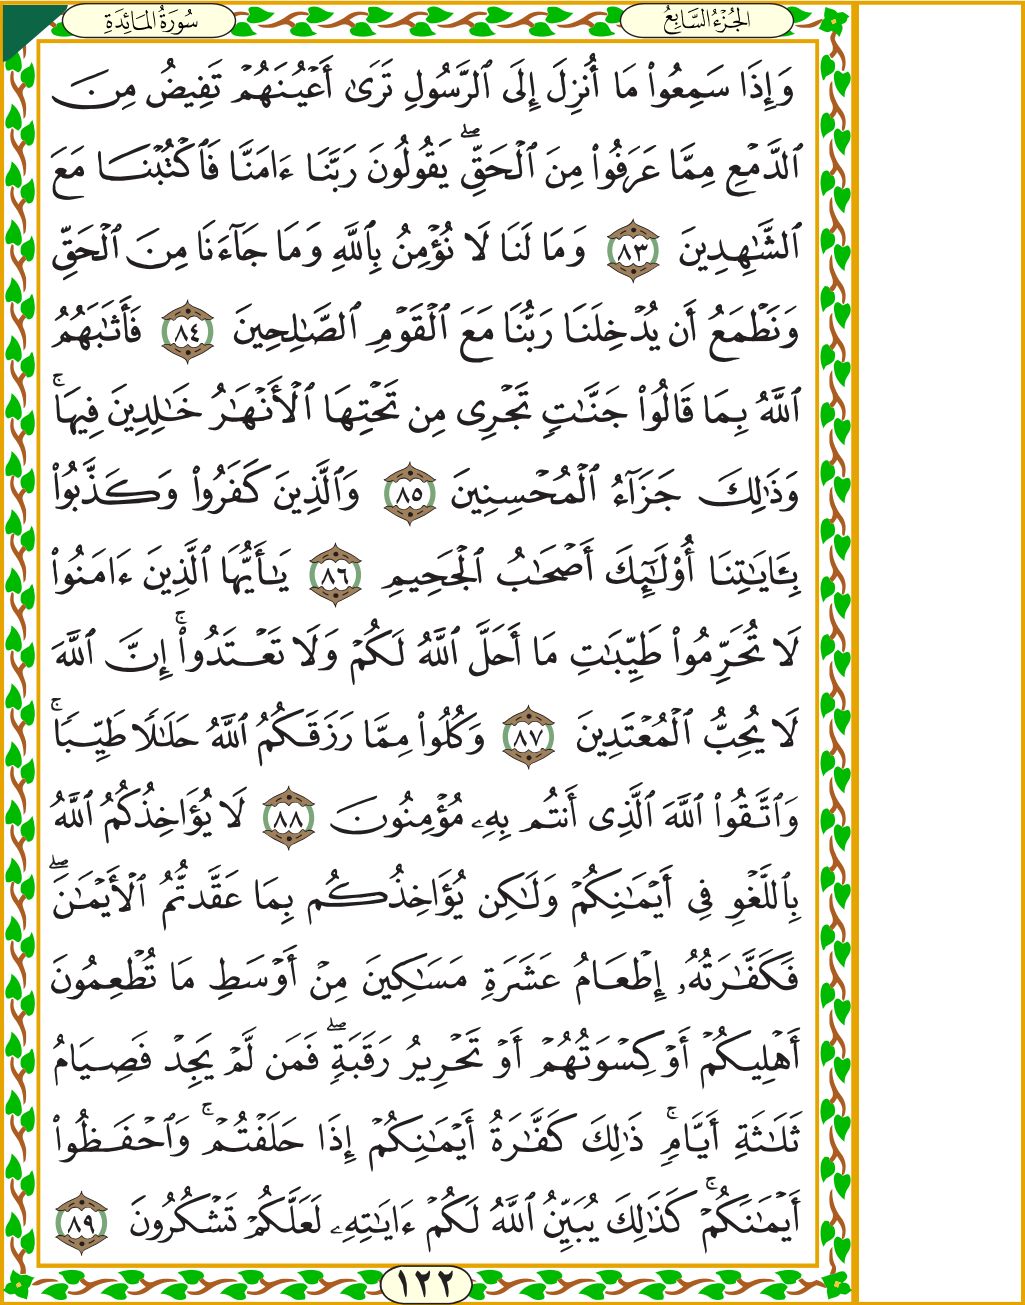 الجُزْءُ السَّابِعُ
سُورَةُ المَائِدَةِ
وَإِذَا سَمِعُواْ مَآ أُنزِلَ إِلَى ٱلرَّسُولِ تَرَىٰٓ أَعۡيُنَهُمۡ تَفِيضُ مِنَ
ٱلدَّمۡعِ مِمَّا عَرَفُواْ مِنَ ٱلۡحَقِّۖ يَقُولُونَ رَبَّنَآ ءَامَنَّا فَٱكۡتُبۡنَا مَعَ
ٱلشَّٰهِدِينَ ٨٣ وَمَا لَنَا لَا نُؤۡمِنُ بِٱللَّهِ وَمَا جَآءَنَا مِنَ ٱلۡحَقِّ
وَنَطۡمَعُ أَن يُدۡخِلَنَا رَبُّنَا مَعَ ٱلۡقَوۡمِ ٱلصَّٰلِحِينَ ٨٤ فَأَثَٰبَهُمُ
ٱللَّهُ بِمَا قَالُواْ جَنَّٰتٖ تَجۡرِي مِن تَحۡتِهَا ٱلۡأَنۡهَٰرُ خَٰلِدِينَ فِيهَاۚ
وَذَٰلِكَ جَزَآءُ ٱلۡمُحۡسِنِينَ ٨٥ وَٱلَّذِينَ كَفَرُواْ وَكَذَّبُواْ
بِـَٔايَٰتِنَآ أُوْلَٰٓئِكَ أَصۡحَٰبُ ٱلۡجَحِيمِ ٨٦ يَٰٓأَيُّهَا ٱلَّذِينَ ءَامَنُواْ
لَا تُحَرِّمُواْ طَيِّبَٰتِ مَآ أَحَلَّ ٱللَّهُ لَكُمۡ وَلَا تَعۡتَدُوٓاْۚ إِنَّ ٱللَّهَ
لَا يُحِبُّ ٱلۡمُعۡتَدِينَ ٨٧ وَكُلُواْ مِمَّا رَزَقَكُمُ ٱللَّهُ حَلَٰلٗا طَيِّبٗاۚ
وَٱتَّقُواْ ٱللَّهَ ٱلَّذِيٓ أَنتُم بِهِۦ مُؤۡمِنُونَ ٨٨ لَا يُؤَاخِذُكُمُ ٱللَّهُ
بِٱللَّغۡوِ فِيٓ أَيۡمَٰنِكُمۡ وَلَٰكِن يُؤَاخِذُكُم بِمَا عَقَّدتُّمُ ٱلۡأَيۡمَٰنَۖ
فَكَفَّٰرَتُهُۥٓ إِطۡعَامُ عَشَرَةِ مَسَٰكِينَ مِنۡ أَوۡسَطِ مَا تُطۡعِمُونَ
أَهۡلِيكُمۡ أَوۡ كِسۡوَتُهُمۡ أَوۡ تَحۡرِيرُ رَقَبَةٖۖ فَمَن لَّمۡ يَجِدۡ فَصِيَامُ
ثَلَٰثَةِ أَيَّامٖۚ ذَٰلِكَ كَفَّٰرَةُ أَيۡمَٰنِكُمۡ إِذَا حَلَفۡتُمۡۚ وَٱحۡفَظُوٓاْ
أَيۡمَٰنَكُمۡۚ كَذَٰلِكَ يُبَيِّنُ ٱللَّهُ لَكُمۡ ءَايَٰتِهِۦ لَعَلَّكُمۡ تَشۡكُرُونَ ٨٩
١٢٢